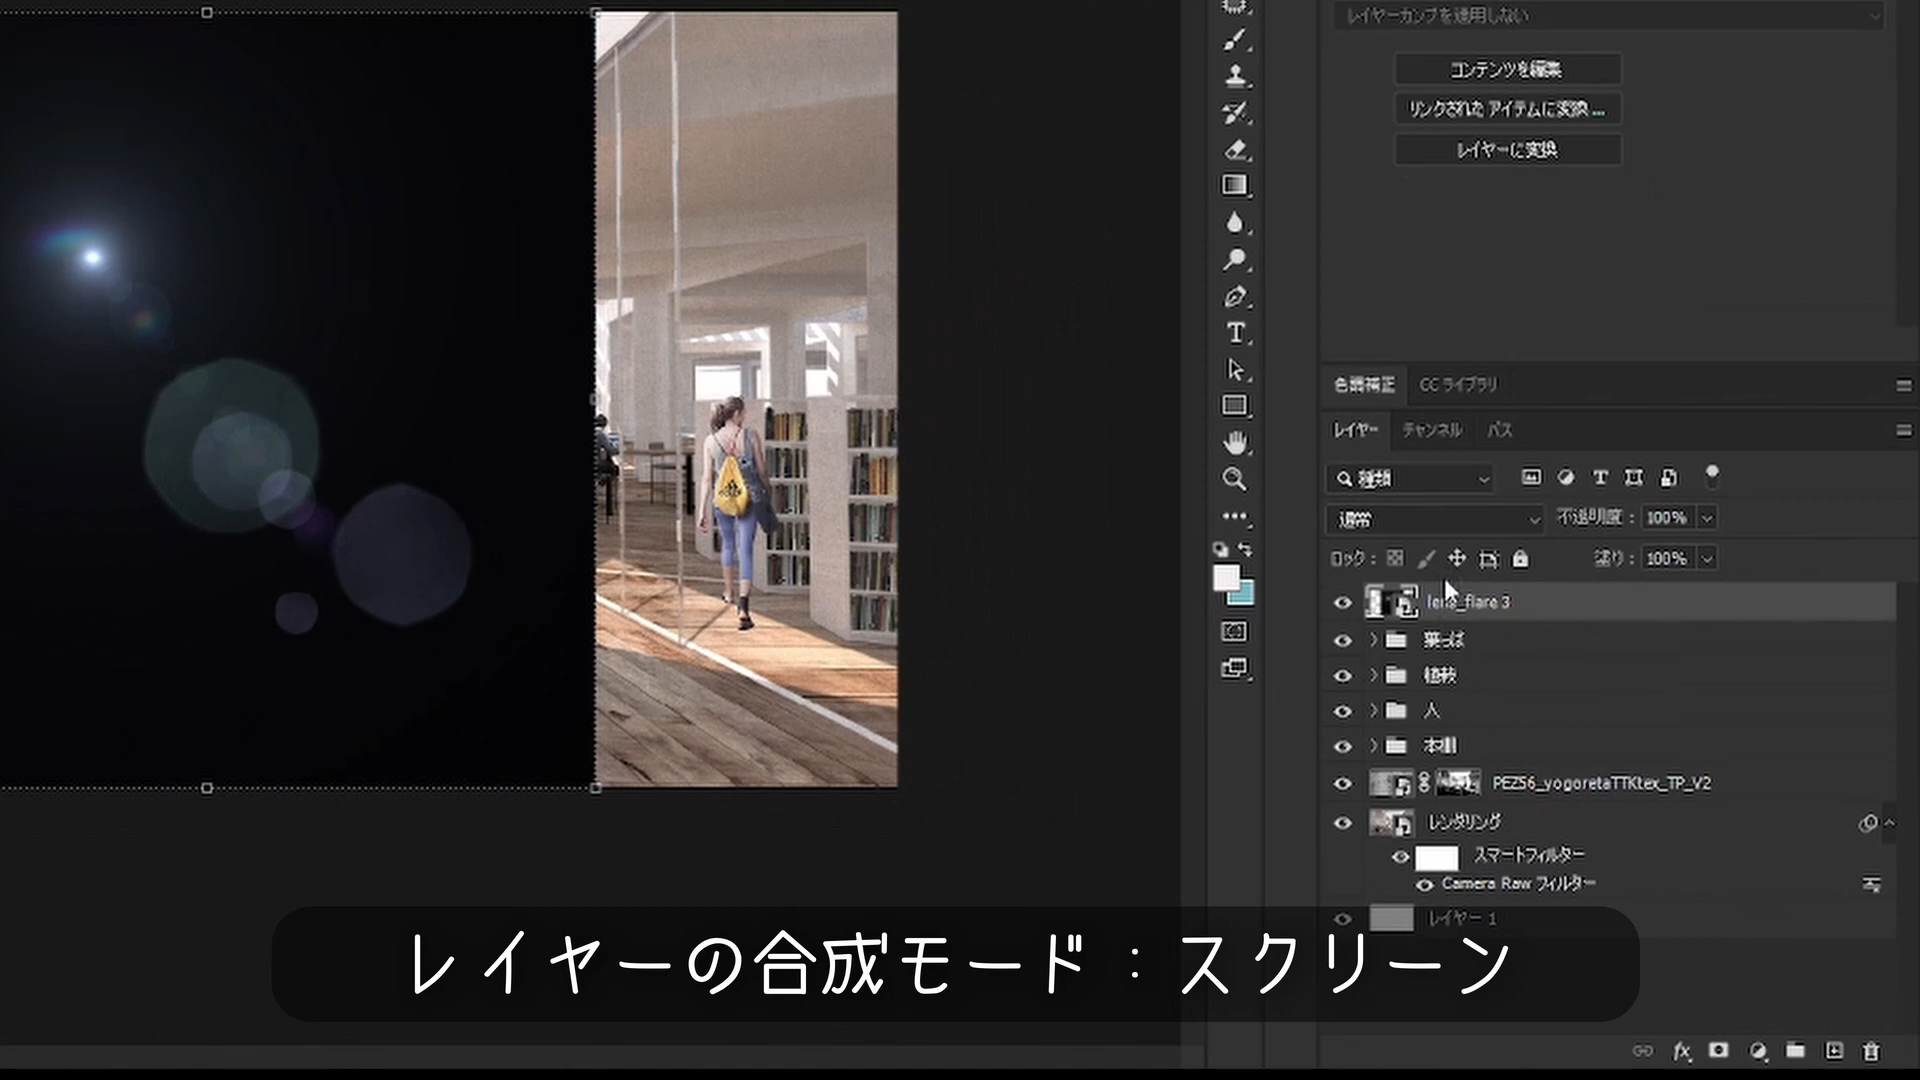 レイヤーカンプを適用しない
コンテンツを編集
リンクされた アイテムに変換...
レイヤーに変換
色調補正 CC ライブラリ
レイヤー チャンネル パス
種類
通常 不透明度： 100%
ロック： 塗り： 100%
lens_flare 3
葉っぱ
植栽
人
本棚
PEZ56_yogoretaTTKtex_TP_V2
レンダリング
スマートフィルター
Camera Raw フィルター
レイヤー 1
レイヤーの合成モード：スクリーン